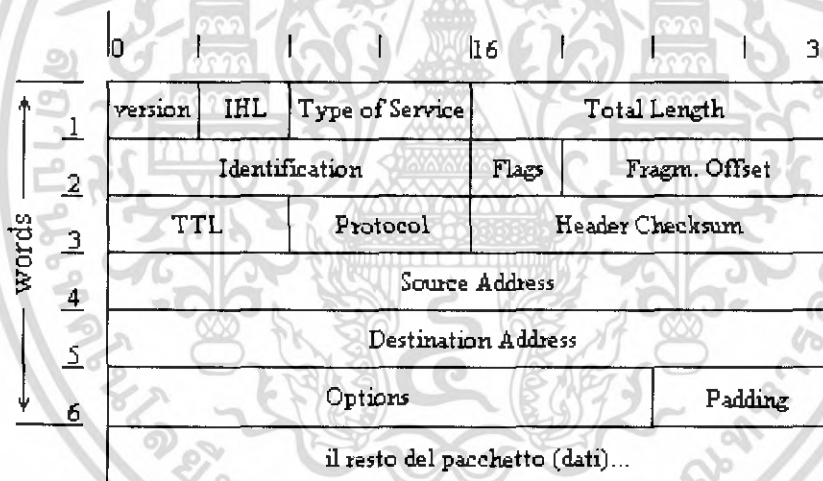 0 16 3
version IHL Type of Service Total Length
1
Identification Flags Fragm. Offset
2
TTL Protocol Header Checksum
3
words
Source Address
4
Destination Address
5
Options Padding
6
il resto del pacchetto (dati)...